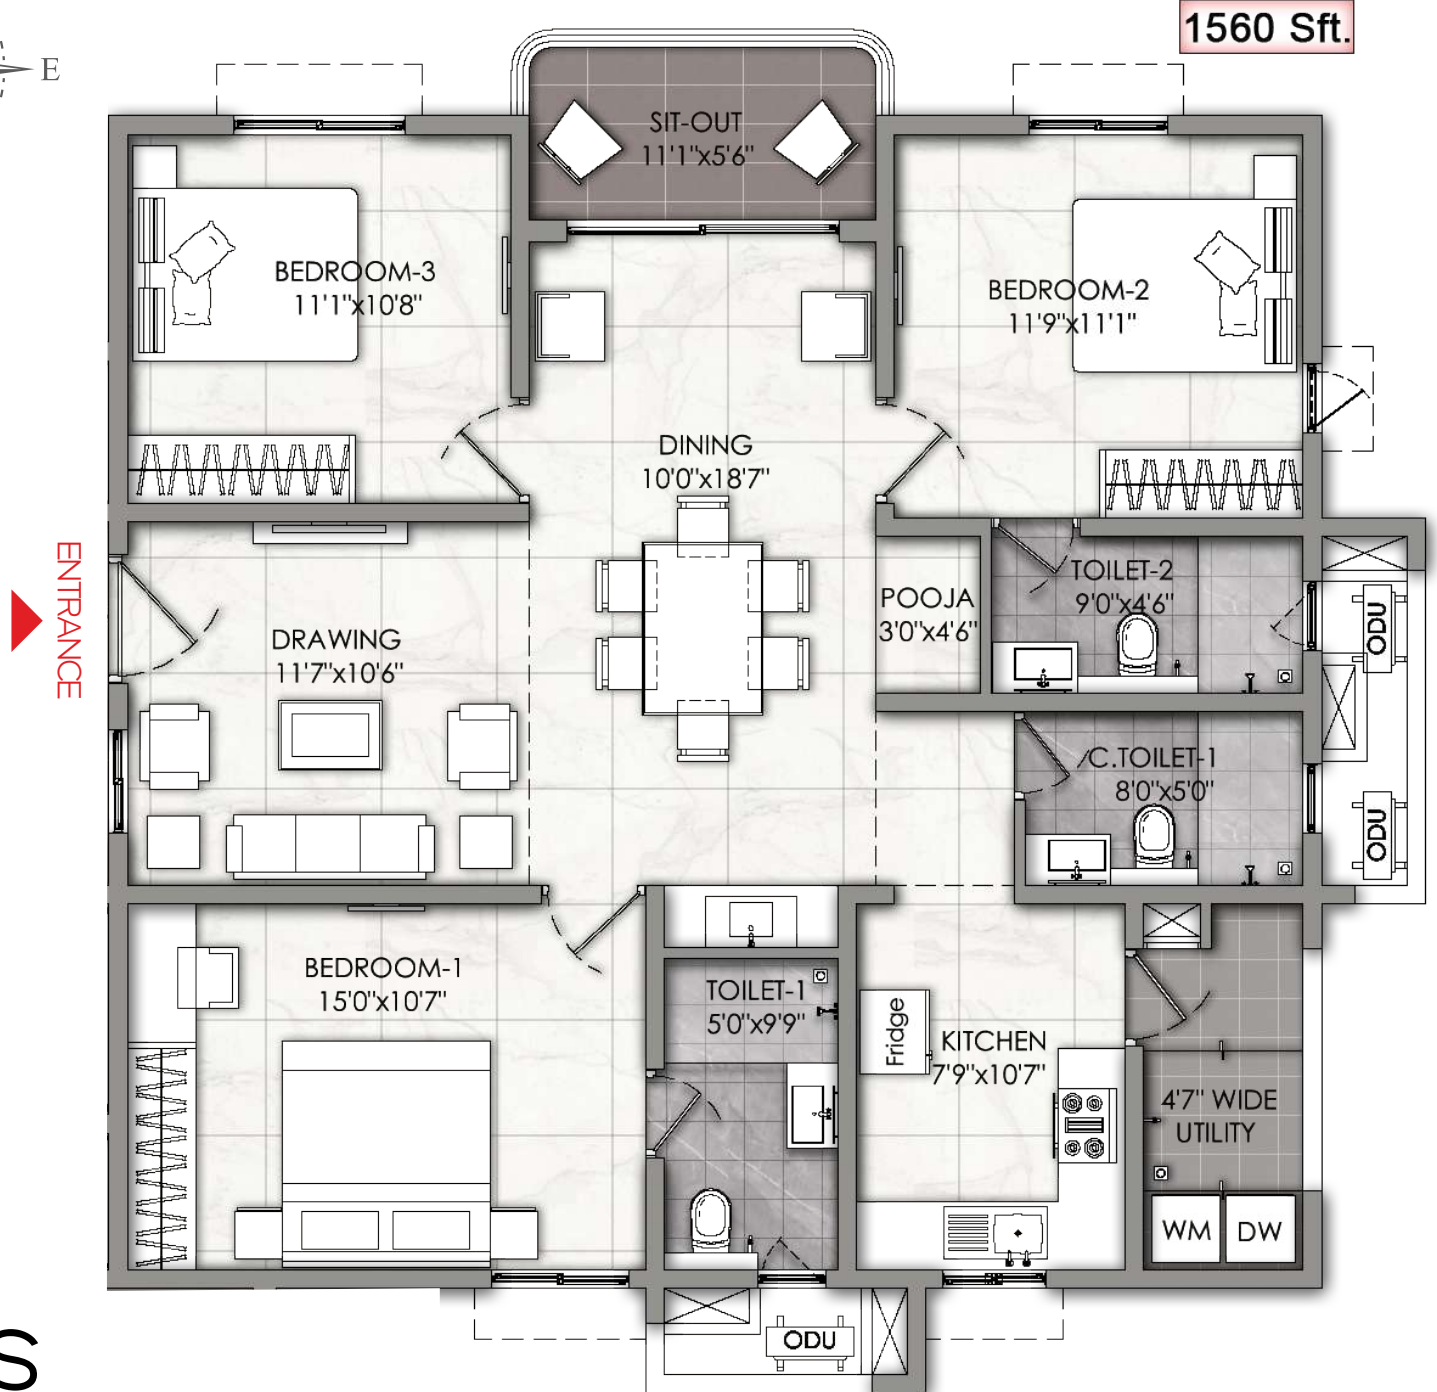 1560 Sft.
E
SIT-OUT
11'1"x5'6"
BEDROOM-3
11'1"x10'8"
BEDROOM-2
11'9"x11'1"
DINING
10'0"x18'7"
ENTRANCE
DRAWING
11'7"x10'6"
POOJA
3'0"x4'6"
TOILET-2
9'0"x4'6"
ODU
C.TOILET-1
8'0"x5'0"
ODU
BEDROOM-1
15'0"x10'7"
TOILET-1
5'0"x9'9"
Fridge
KITCHEN
7'9"x10'7"
4'7" WIDE
UTILITY
WM
DW
ODU
S